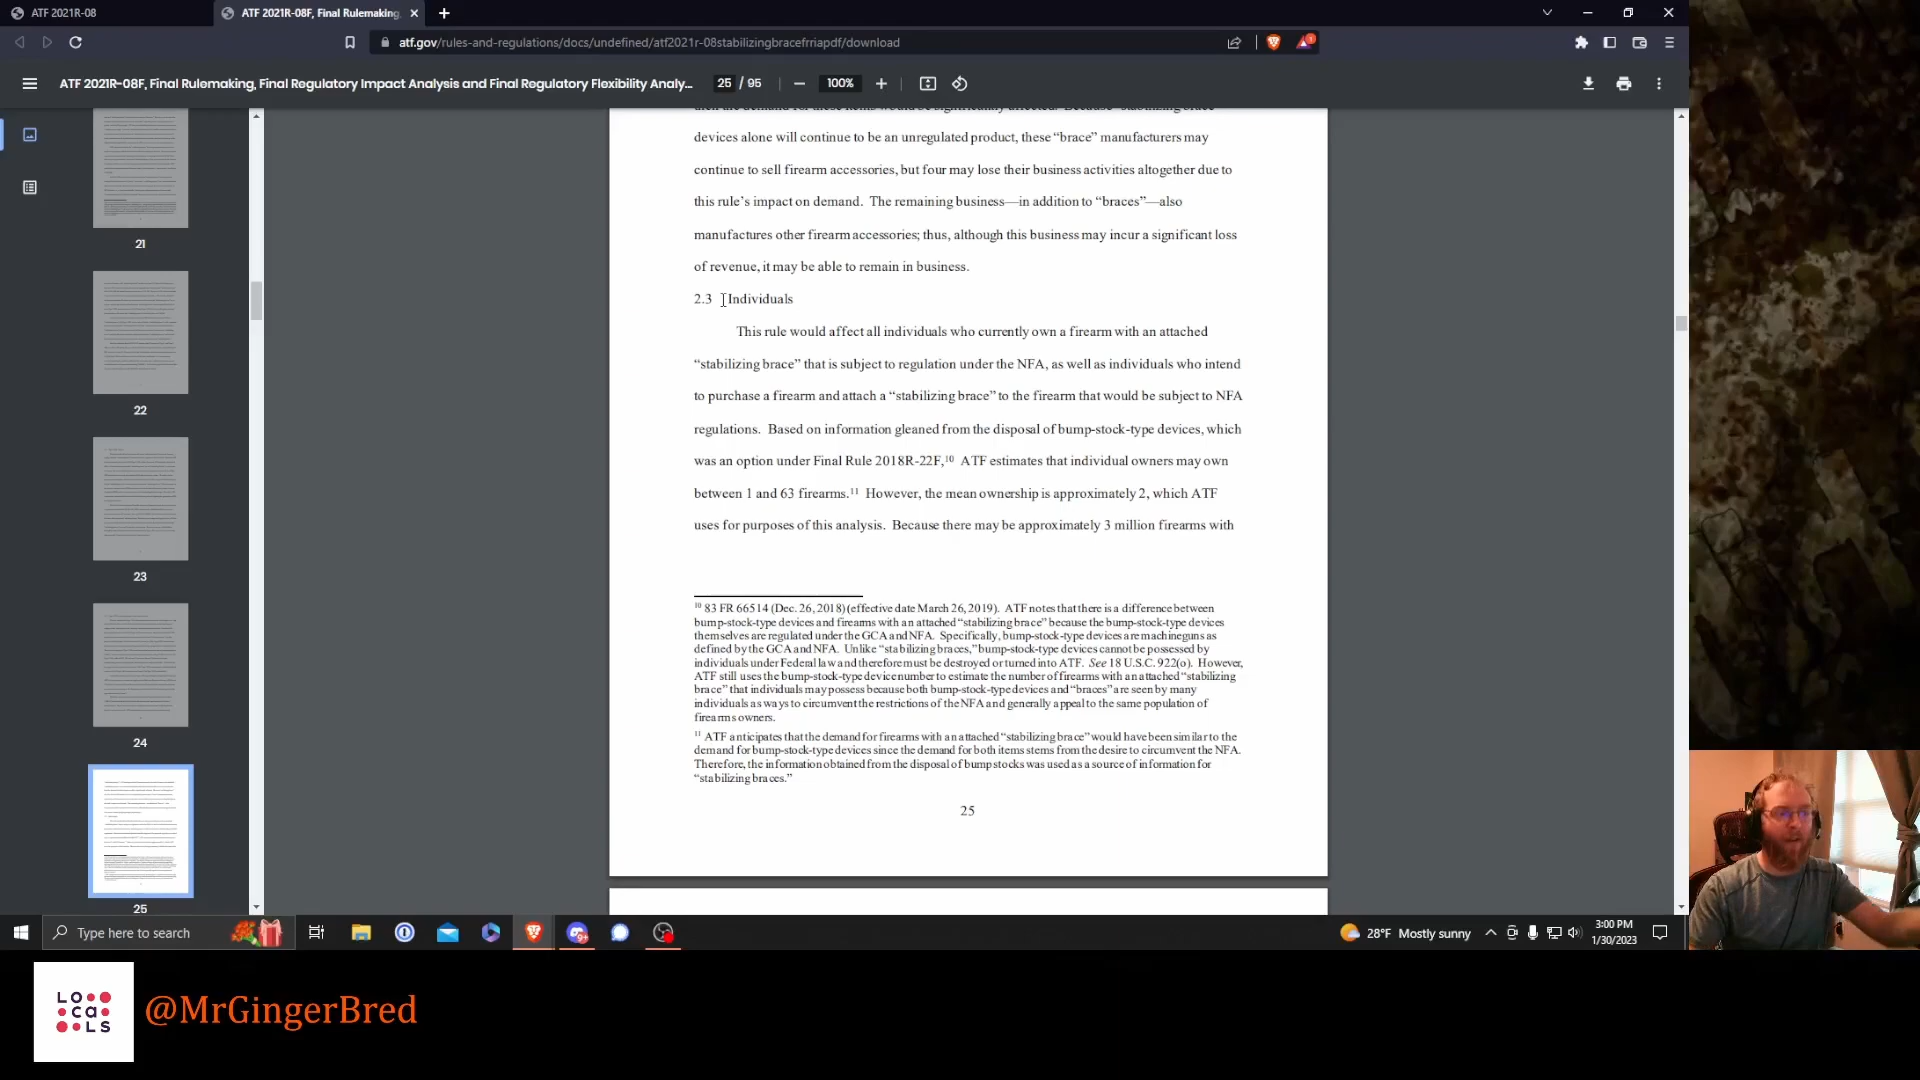 ATF 2021R-08
ATF 2021R-08F, Final Rulemaking,
atf.gov/rules-and-regulations/docs/undefined/atf2021r-08stabilizingbracefrriapdf/download
ATF 2021R-08F, Final Rulemaking, Final Regulatory Impact Analysis and Final Regulatory Flexibility Analy...
25 / 95
100%
then the demand for these items would be significantly affected. Because “stabilizing brace”
devices alone will continue to be an unregulated product, these “brace” manufacturers may
continue to sell firearm accessories, but four may lose their business activities altogether due to
this rule’s impact on demand. The remaining business—in addition to “braces”—also
manufactures other firearm accessories; thus, although this business may incur a significant loss
of revenue, it may be able to remain in business.
2.3 Individuals
This rule would affect all individuals who currently own a firearm with an attached
“stabilizing brace” that is subject to regulation under the NFA, as well as individuals who intend
to purchase a firearm and attach a “stabilizing brace” to the firearm that would be subject to NFA
regulations. Based on information gleaned from the disposal of bump-stock-type devices, which
was an option under Final Rule 2018R-22F,10 ATF estimates that individual owners may own
between 1 and 63 firearms.11 However, the mean ownership is approximately 2, which ATF
uses for purposes of this analysis. Because there may be approximately 3 million firearms with
10 83 FR 66514 (Dec. 26, 2018) (effective date March 26, 2019). ATF notes that there is a difference between
bump-stock-type devices and firearms with an attached “stabilizing brace” because the bump-stock-type devices
themselves are regulated under the GCA and NFA. Specifically, bump-stock-type devices are machineguns as
defined by the GCA and NFA. Unlike “stabilizing braces,” bump-stock-type devices cannot be possessed by
individuals under Federal law and therefore must be destroyed or turned into ATF. See 18 U.S.C. 922(o). However,
ATF still uses the bump-stock-type device number to estimate the number of firearms with an attached “stabilizing
brace” that individuals may possess because both bump-stock-type devices and “braces” are seen by many
individuals as ways to circumvent the restrictions of the NFA and generally appeal to the same population of
firearms owners.
11 ATF anticipates that the demand for firearms with an attached “stabilizing brace” would have been similar to the
demand for bump-stock-type devices since the demand for both items stems from the desire to circumvent the NFA.
Therefore, the information obtained from the disposal of bump stocks was used as a source of information for
“stabilizing braces.”
25
21
22
23
24
25
Type here to search
28°F Mostly sunny
3:00 PM
1/30/2023
LOcaLS
@MrGingerBred